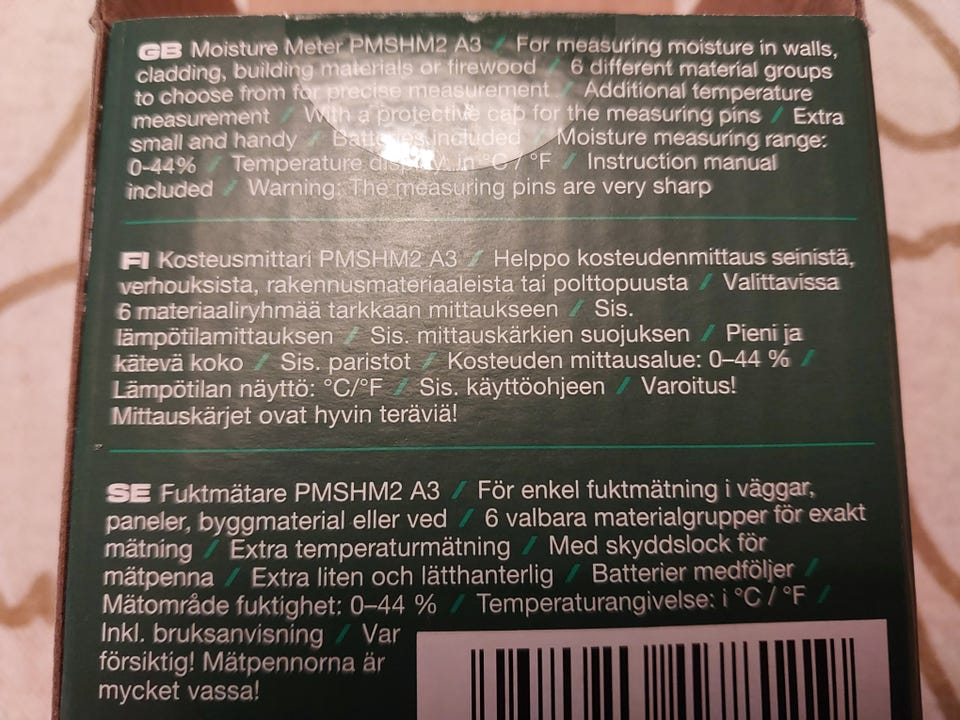 GB Moisture Meter PMSHM2 A3 / For measuring moisture in walls,
cladding, building materials or firewood / 6 different material groups
to choose from for precise measurement / Additional temperature
measurement / With a protective cap for the measuring pins / Extra
small and handy / Batteries included / Moisture measuring range:
0-44% / Temperature display: in °C / °F / Instruction manual
included / Warning: The measuring pins are very sharp
FI Kosteusmittari PMSHM2 A3 / Helppo kosteudenmittaus seinistä,
verhouksista, rakennusmateriaaleista tai polttopuusta / Valittavissa
6 materiaaliryhmää tarkkaan mittaukseen / Sis.
lämpötilamittauksen / Sis. mittauskärkien suojuksen / Pieni ja
kätevä koko / Sis. paristot / Kosteuden mittausalue: 0–44 % /
Lämpötilan näyttö: °C/°F / Sis. käyttöohjeen / Varoitus!
Mittauskärjet ovat hyvin teräviä!
SE Fuktmätare PMSHM2 A3 / För enkel fuktmätning i väggar,
paneler, byggmaterial eller ved / 6 valbara materialgrupper för exakt
mätning / Extra temperaturmätning / Med skyddslock för
mätpenna / Extra liten och lätthanterlig / Batterier medföljer /
Mätområde fuktighet: 0–44 % / Temperaturangivelse: i °C / °F /
Inkl. bruksanvisning / Var
försiktig! Mätpennorna är
mycket vassa!